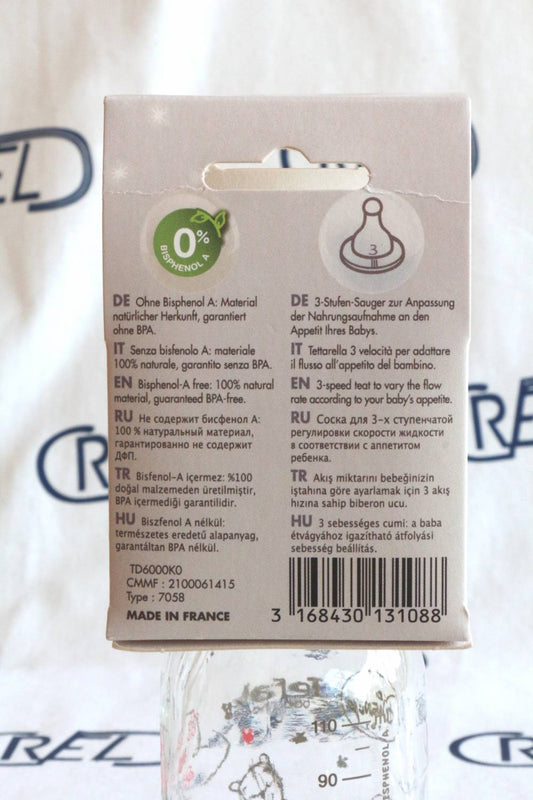 0%
BISPHENOL A
3
DE Ohne Bisphenol A: Material
natürlicher Herkunft, garantiert
ohne BPA.
IT Senza bisfenolo A: materiale
100% naturale, garantito senza BPA.
EN Bisphenol-A free: 100% natural
material, guaranteed BPA-free.
RU Не содержит бисфенол А:
100 % натуральный материал,
гарантированно не содержит
ДФП.
TR Bisfenol-A içermez: %100
doğal malzemeden üretilmiştir,
BPA içermediği garantilidir.
HU Biszfenol A nélkül:
természetes eredetű alapanyag,
garantáltan BPA nélkül.
DE 3-Stufen-Sauger zur Anpassung
der Nahrungsaufnahme an den
Appetit Ihres Babys.
IT Tettarella 3 velocità per adattare
il flusso all'appetito del bambino.
EN 3-speed teat to vary the flow
rate according to your baby's appetite.
RU Соска для 3-х ступенчатой
регулировки скорости жидкости
в соответствии с аппетитом
ребенка.
TR Akış miktarını bebeğinizin
iştahına göre ayarlamak için 3 akış
hızına sahip biberon ucu.
HU 3 sebességes cumi: a baba
étvágyához igazítható átfolyási
sebesség beállítás.
TD6000K0
CMMF : 2100061415
Type : 7058
MADE IN FRANCE
3 168430 131088
Tefal
110
90
BISPHENOL A